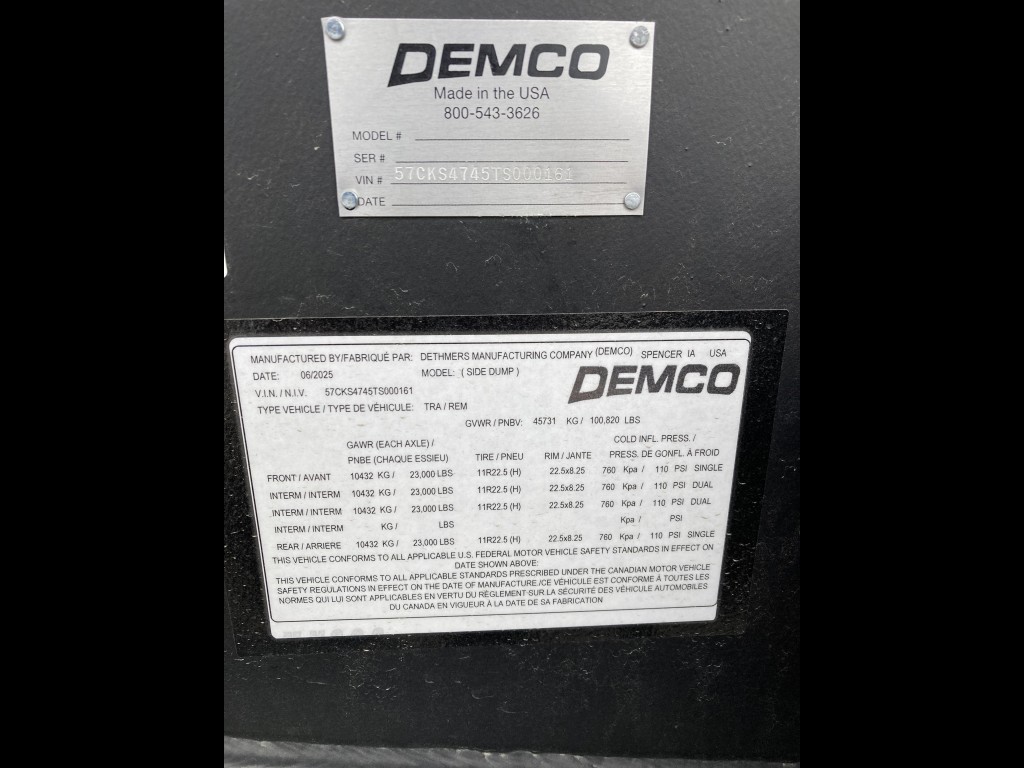 DEMCO
Made in the USA
800-543-3626
MODEL #
SER #
VIN # 57CKS4745TS000161
DATE
MANUFACTURED BY/FABRIQUÉ PAR: DETHMERS MANUFACTURING COMPANY (DEMCO) SPENCER IA USA
DATE: 06/2025 MODEL: ( SIDE DUMP )
DEMCO
V.I.N. / N.I.V. 57CKS4745TS000161
TYPE VEHICLE / TYPE DE VÉHICULE: TRA / REM
GVWR / PNBV: 45731 KG / 100,820 LBS
GAWR (EACH AXLE) / COLD INFL. PRESS. /
PNBE (CHAQUE ESSIEU) TIRE / PNEU RIM / JANTE PRESS. DE GONFL. À FROID
FRONT / AVANT 10432 KG / 23,000 LBS 11R22.5 (H) 22.5x8.25 760 Kpa / 110 PSI SINGLE
INTERM / INTERM 10432 KG / 23,000 LBS 11R22.5 (H) 22.5x8.25 760 Kpa / 110 PSI DUAL
INTERM / INTERM 10432 KG / 23,000 LBS 11R22.5 (H) 22.5x8.25 760 Kpa / 110 PSI DUAL
INTERM / INTERM KG / LBS Kpa / PSI
REAR / ARRIERE 10432 KG / 23,000 LBS 11R22.5 (H) 22.5x8.25 760 Kpa / 110 PSI SINGLE
THIS VEHICLE CONFORMS TO ALL APPLICABLE U.S. FEDERAL MOTOR VEHICLE SAFETY STANDARDS IN EFFECT ON
DATE SHOWN ABOVE:
THIS VEHICLE CONFORMS TO ALL APPLICABLE STANDARDS PRESCRIBED UNDER THE CANADIAN MOTOR VEHICLE
SAFETY REGULATIONS IN EFFECT ON THE DATE OF MANUFACTURE./CE VÉHICULE EST CONFORME À TOUTES LES
NORMES QUI LUI SONT APPLICABLES EN VERTU DU RÈGLEMENT SUR LA SÉCURITÉ DES VÉHICULE AUTOMOBILES
DU CANADA EN VIGUEUR À LA DATE DE SA FABRICATION